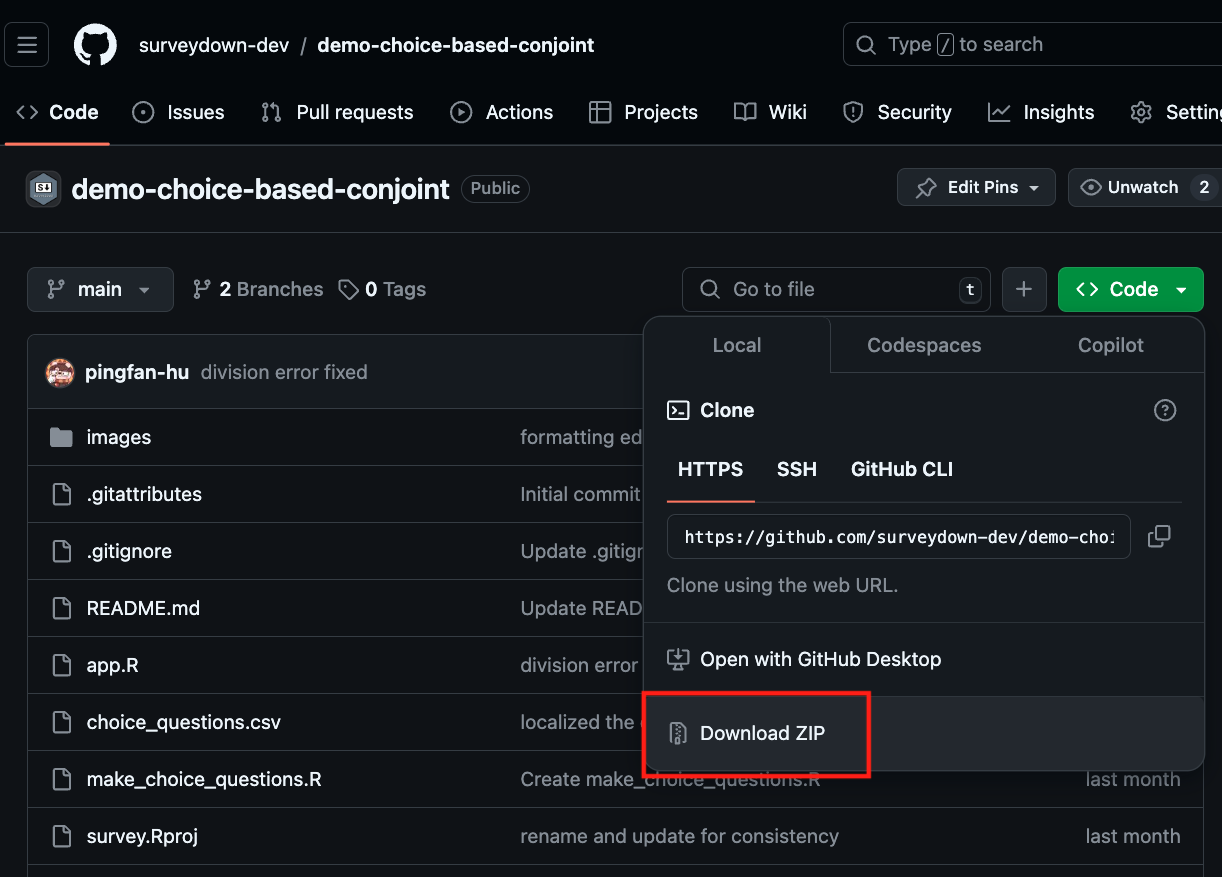 surveydown-dev / demo-choice-based-conjoint
Type / to search
Code Issues Pull requests Actions Projects Wiki Security Insights Setting
demo-choice-based-conjoint Public
Edit Pins Unwatch 2
main 2 Branches 0 Tags
Go to file t
Code
Local Codespaces Copilot
pingfan-hu division error fixed
Clone
HTTPS SSH GitHub CLI
https://github.com/surveydown-dev/demo-choi
Clone using the web URL.
Open with GitHub Desktop
Download ZIP
images formatting ed
.gitattributes Initial commit
.gitignore Update .gitigr
README.md Update READ
app.R division error
choice_questions.csv localized the
make_choice_questions.R Create make_choice_questions.R last month
survey.Rproj rename and update for consistency last month